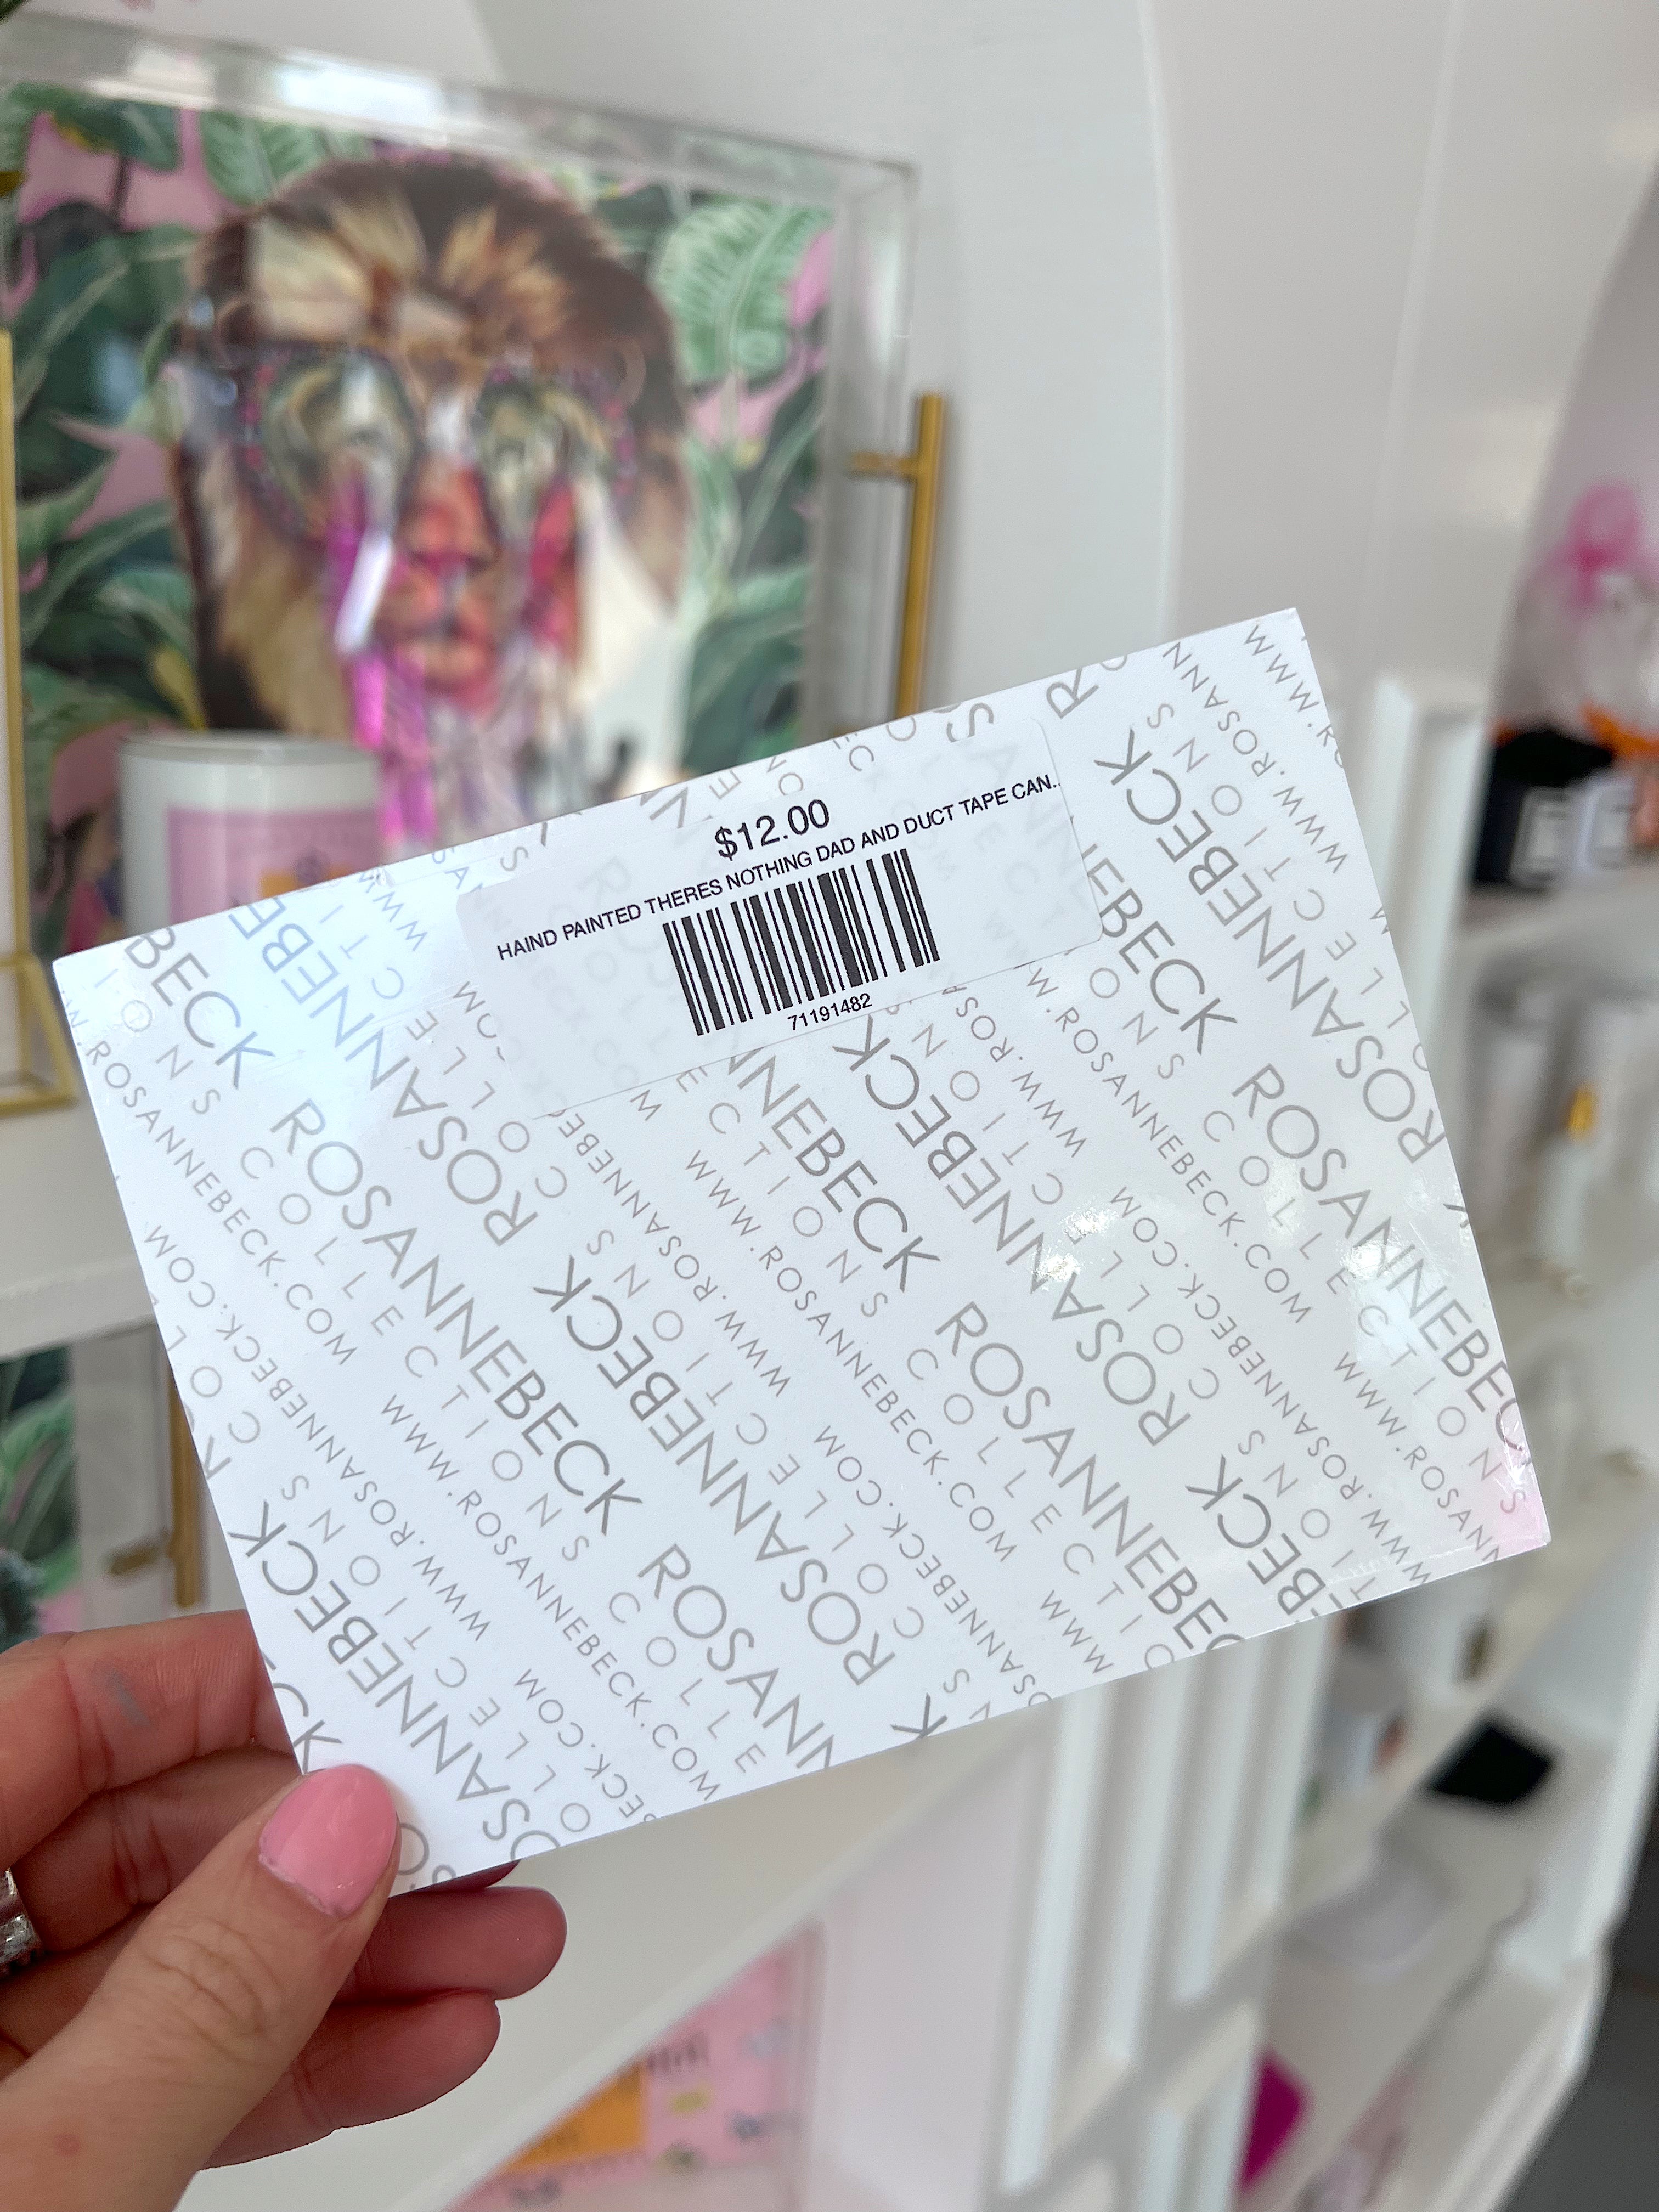 $12.00
HAIND PAINTED THERES NOTHING DAD AND DUCT TAPE CAN..
71191482
ROSANNEBECK
COLLECTIONS
WWW.ROSANNEBECK.COM